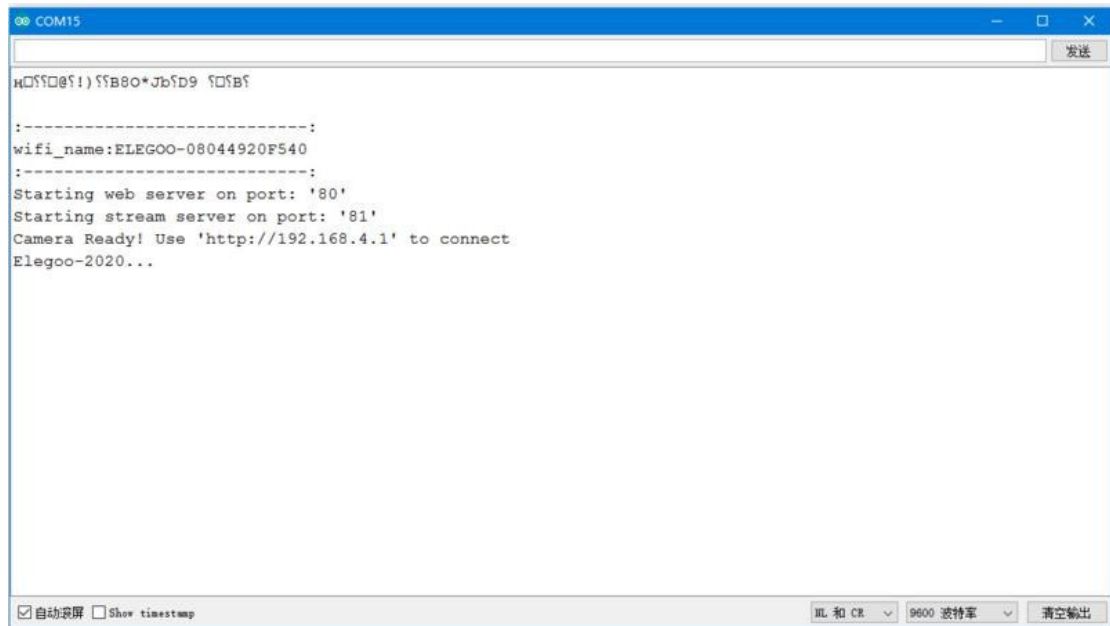 COM15
发送
:----------------------------:
wifi_name:ELEGOO-08044920F540
:----------------------------:
Starting web server on port: '80'
Starting stream server on port: '81'
Camera Ready! Use 'http://192.168.4.1' to connect
Elegoo-2020...
自动滚屏 Show timestamp NL 和 CR 9600 波特率 清空输出